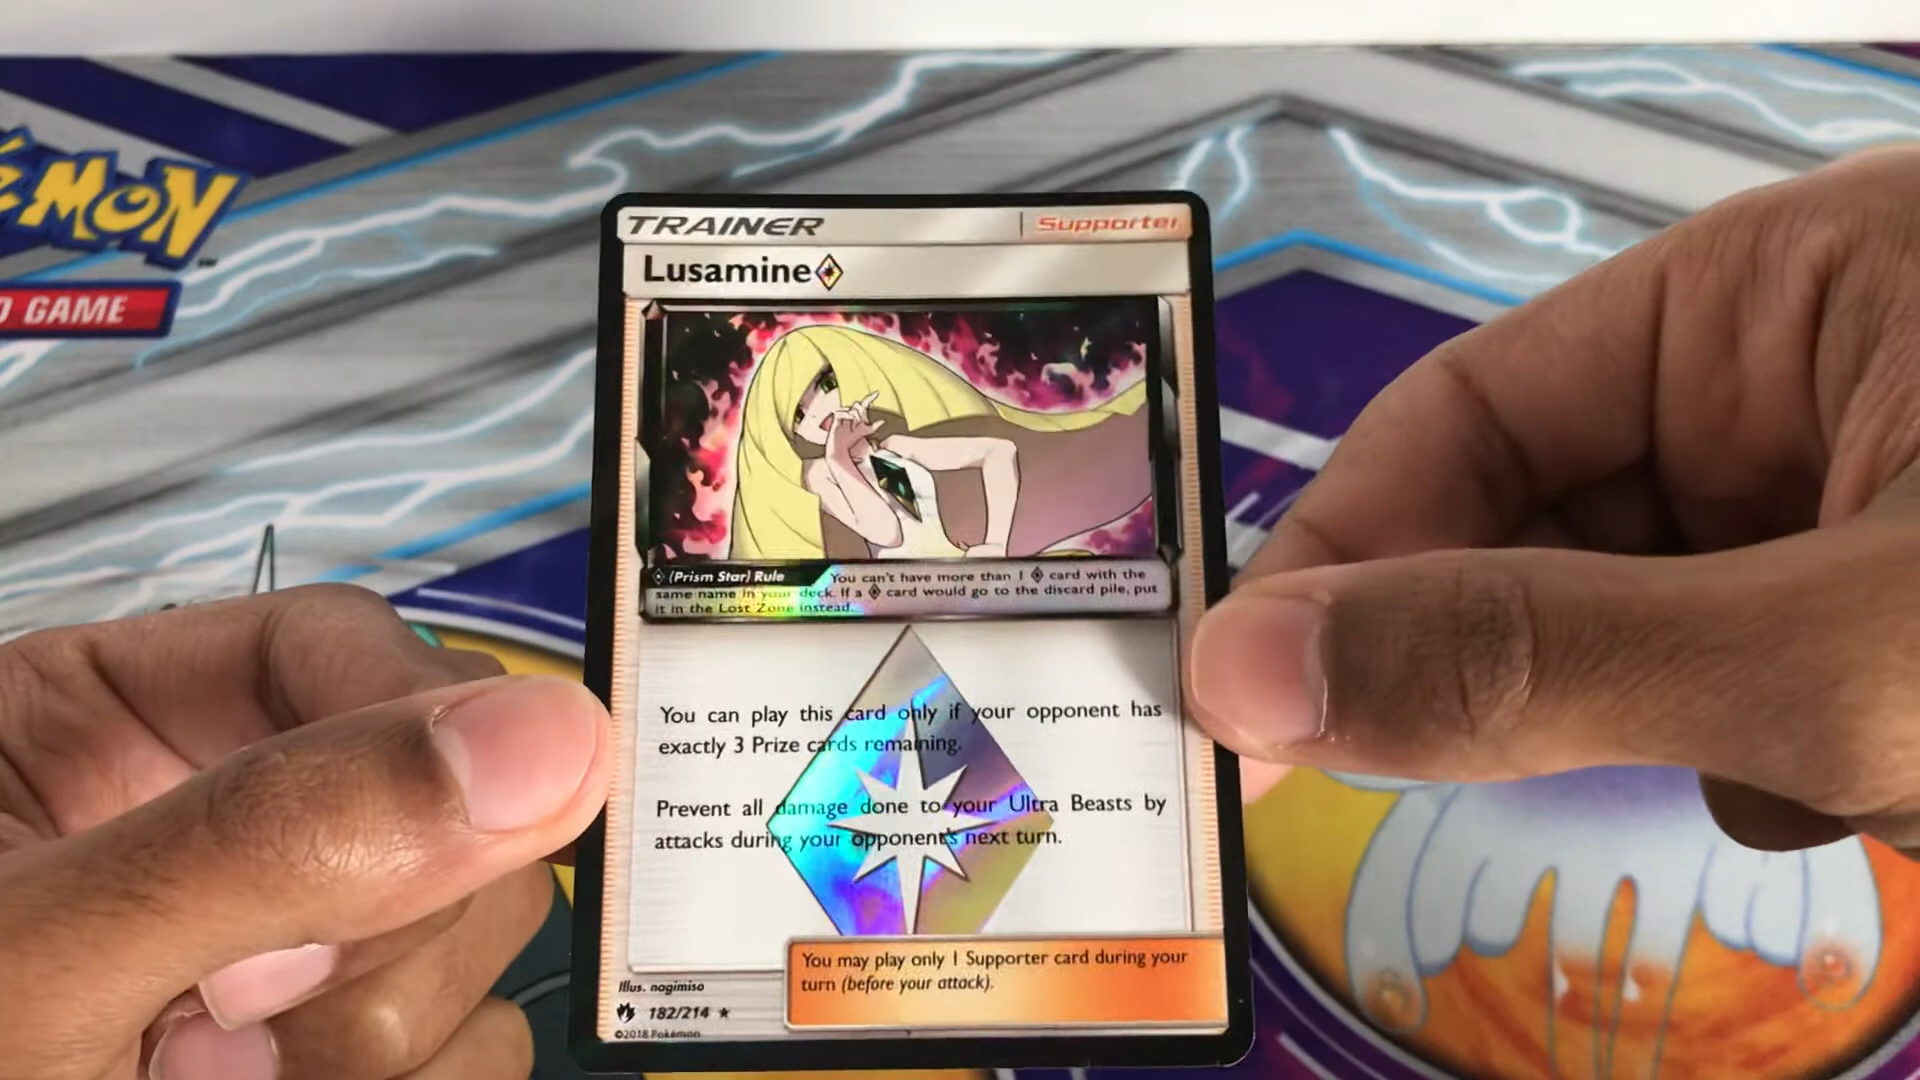 éMON
TM
D GAME
TRAINER
Supporter
Lusamine
(Prism Star) Rule
You can't have more than 1 card with the
same name in your deck. If a card would go to the discard pile, put
it in the Lost Zone instead.
You can play this card only if your opponent has
exactly 3 Prize cards remaining.
Prevent all damage done to your Ultra Beasts by
attacks during your opponent's next turn.
You may play only 1 Supporter card during your
turn (before your attack).
Illus. nagimiso
182/214 ★
©2018 Pokémon